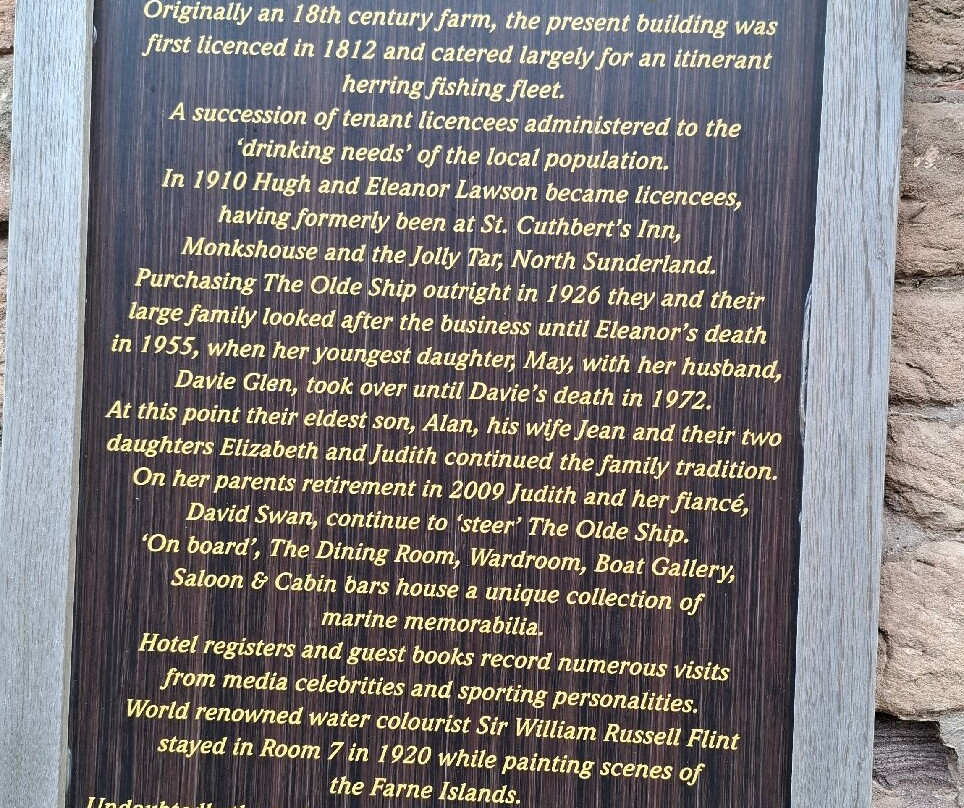 Originally an 18th century farm, the present building was
first licenced in 1812 and catered largely for an itinerant
herring fishing fleet.
A succession of tenant licencees administered to the
‘drinking needs’ of the local population.
In 1910 Hugh and Eleanor Lawson became licencees,
having formerly been at St. Cuthbert’s Inn,
Monkshouse and the Jolly Tar, North Sunderland.
Purchasing The Olde Ship outright in 1926 they and their
large family looked after the business until Eleanor’s death
in 1955, when her youngest daughter, May, with her husband,
Davie Glen, took over until Davie’s death in 1972.
At this point their eldest son, Alan, his wife Jean and their two
daughters Elizabeth and Judith continued the family tradition.
On her parents retirement in 2009 Judith and her fiancé,
David Swan, continue to ‘steer’ The Olde Ship.
‘On board’, The Dining Room, Wardroom, Boat Gallery,
Saloon & Cabin bars house a unique collection of
marine memorabilia.
Hotel registers and guest books record numerous visits
from media celebrities and sporting personalities.
World renowned water colourist Sir William Russell Flint
stayed in Room 7 in 1920 while painting scenes of
the Farne Islands.